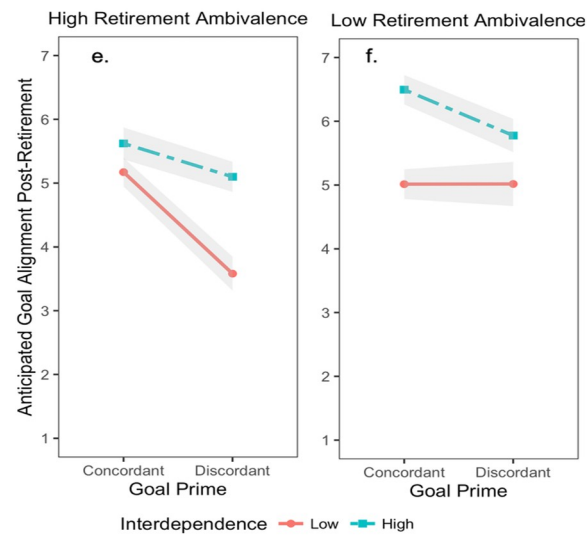 High Retirement Ambivalence
Low Retirement Ambivalence
Anticipated Goal Alignment Post-Retirement
e.
7
6
5
4
3
2
1
Concordant Discordant
Goal Prime
f.
7
6
5
4
3
2
1
Concordant Discordant
Goal Prime
Interdependence Low High